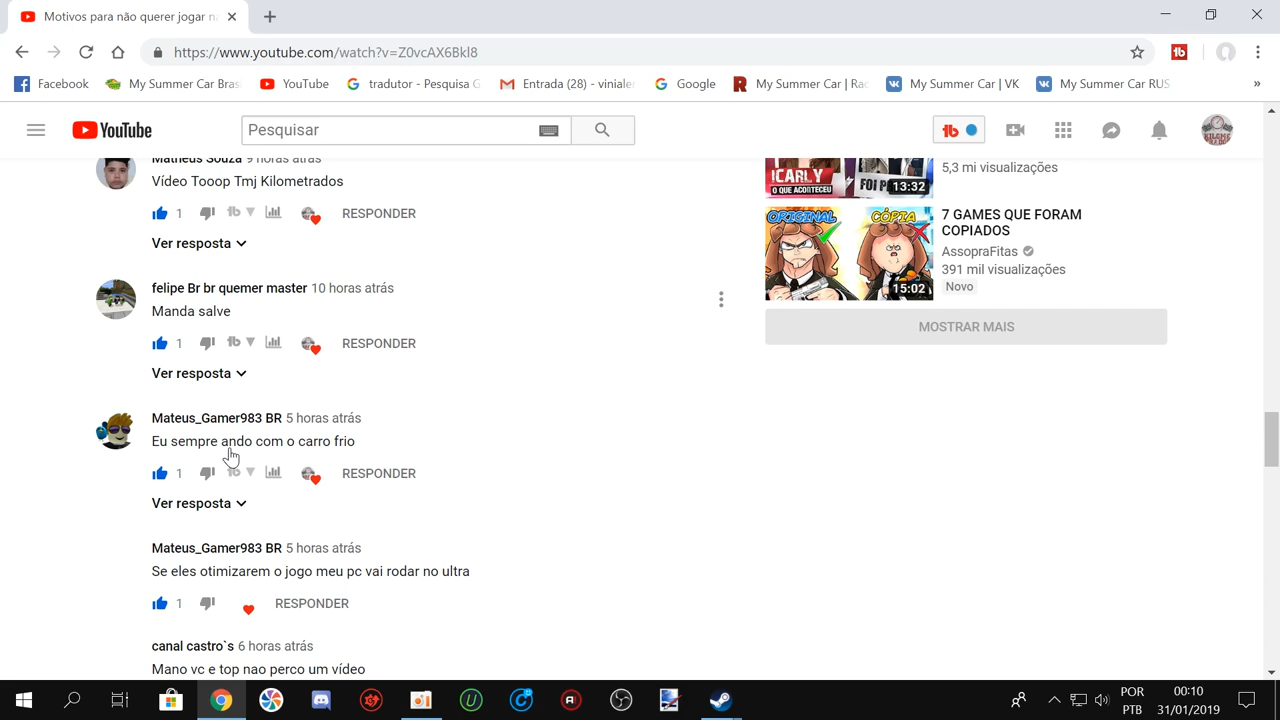 Motivos para não querer jogar na
https://www.youtube.com/watch?v=Z0vcAX6Bkl8
Facebook
My Summer Car Bras
YouTube
tradutor - Pesquisa G
Entrada (28) - vinialen
Google
My Summer Car | Rac
My Summer Car | VK
My Summer Car RUS
»
YouTube
Pesquisar
Matheus Souza 9 horas atrás
Vídeo Tooop Tmj Kilometrados
1 RESPONDER
Ver resposta
felipe Br br quemer master 10 horas atrás
Manda salve
1 RESPONDER
Ver resposta
Mateus_Gamer983 BR 5 horas atrás
Eu sempre ando com o carro frio
1 RESPONDER
Ver resposta
Mateus_Gamer983 BR 5 horas atrás
Se eles otimizarem o jogo meu pc vai rodar no ultra
1 RESPONDER
canal castro`s 6 horas atrás
Mano vc e top nao perco um vídeo
ICARLY
O QUE ACONTECEU
13:32
5,3 mi visualizações
ORIGINAL
CÓPIA
15:02
7 GAMES QUE FORAM
COPIADOS
AssopraFitas
391 mil visualizações
Novo
MOSTRAR MAIS
POR
PTB
00:10
31/01/2019